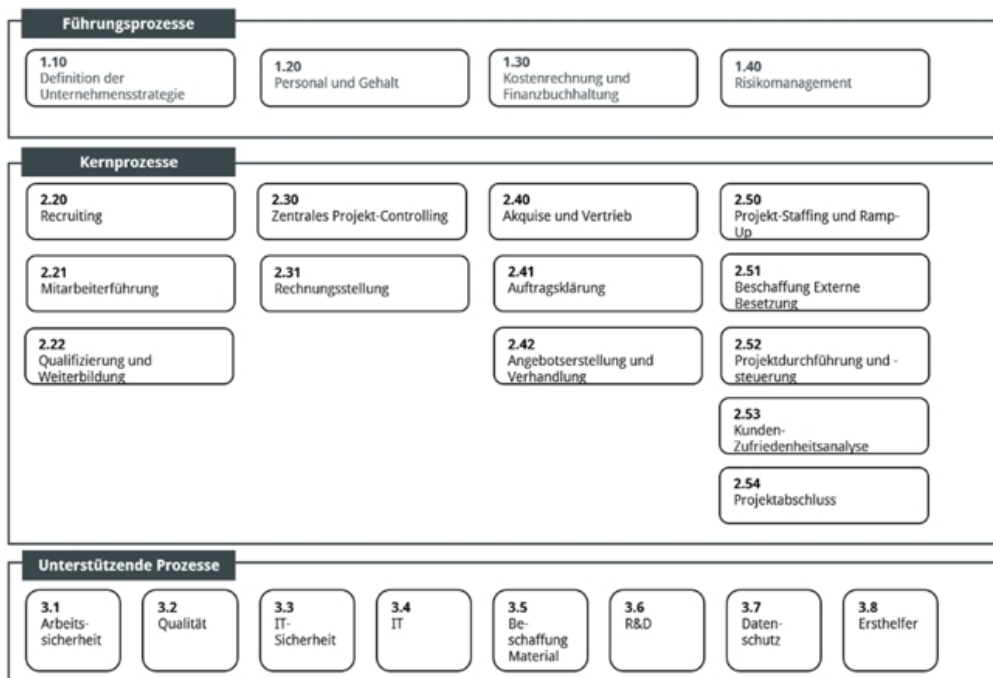 Führungsprozesse
1.10
Definition der
Unternehmensstrategie
1.20
Personal und Gehalt
1.30
Kostenrechnung und
Finanzbuchhaltung
1.40
Risikomanagement
Kernprozesse
2.20
Recruiting
2.30
Zentrales Projekt-Controlling
2.40
Akquise und Vertrieb
2.50
Projekt-Staffing und Ramp-
Up
2.21
Mitarbeiterführung
2.31
Rechnungsstellung
2.41
Auftragsklärung
2.51
Beschaffung Externe
Besetzung
2.22
Qualifizierung und
Weiterbildung
2.42
Angebotserstellung und
Verhandlung
2.52
Projektdurchführung und -
steuerung
2.53
Kunden-
Zufriedenheitsanalyse
2.54
Projektabschluss
Unterstützende Prozesse
3.1
Arbeits-
sicherheit
3.2
Qualität
3.3
IT-
Sicherheit
3.4
IT
3.5
Be-
schaffung
Material
3.6
R&D
3.7
Daten-
schutz
3.8
Ersthelfer